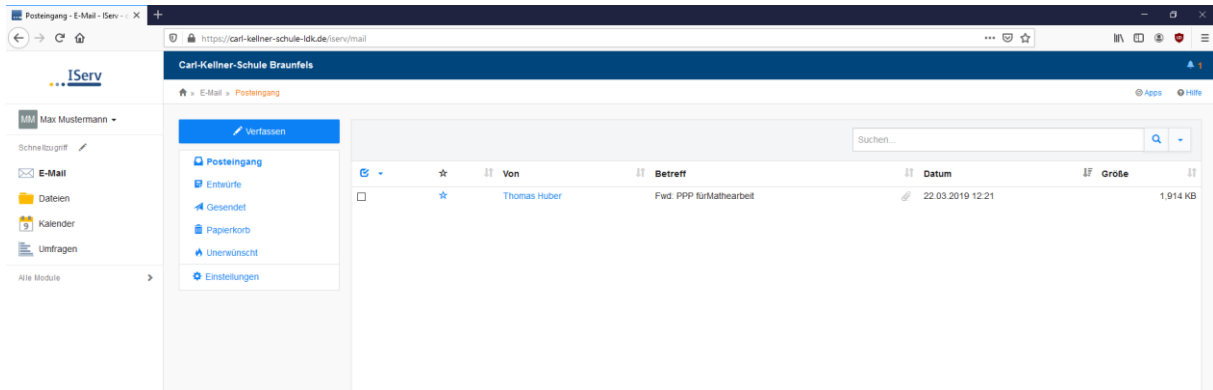 Posteingang - E-Mail - IServ -
https://carl-kellner-schule-ldk.de/iserv/mail
IServ
Carl-Kellner-Schule Braunfels
1
E-Mail » Posteingang
Apps
Hilfe
MM Max Mustermann
Schnellzugriff
E-Mail
Dateien
9 Kalender
Umfragen
Alle Module
Verfassen
Posteingang
Entwürfe
Gesendet
Papierkorb
Unerwünscht
Einstellungen
Suchen...
Von Betreff Datum Größe
Thomas Huber Fwd: PPP fürMathearbeit 22.03.2019 12:21 1,914 KB